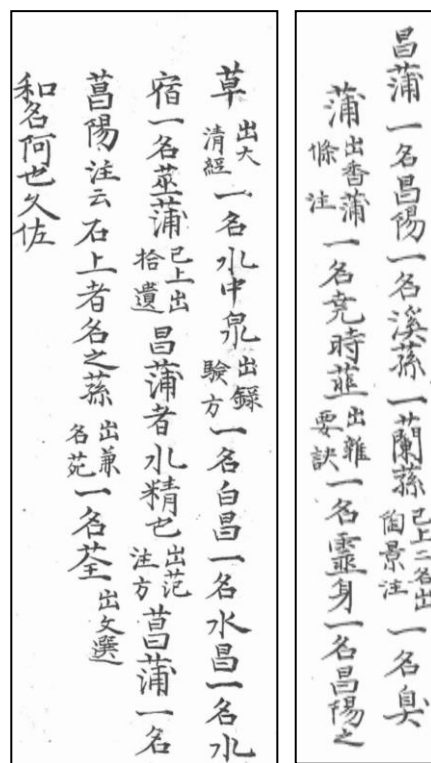 昌蒲一名昌陽一名溪蓀一蘭蓀已上二名出陶景注一名臭
蒲出香蒲條注一名堯時韮出雜要訣一名靈身一名昌陽之
草出大清經一名水中泉出錄驗方一名白昌一名水昌一名水
宿一名莁蒲已上出拾遺昌蒲者水精也出范注方菖蒲一名
菖陽注云石上者名之蓀出兼名苑一名荃出文選
和名阿也久佐